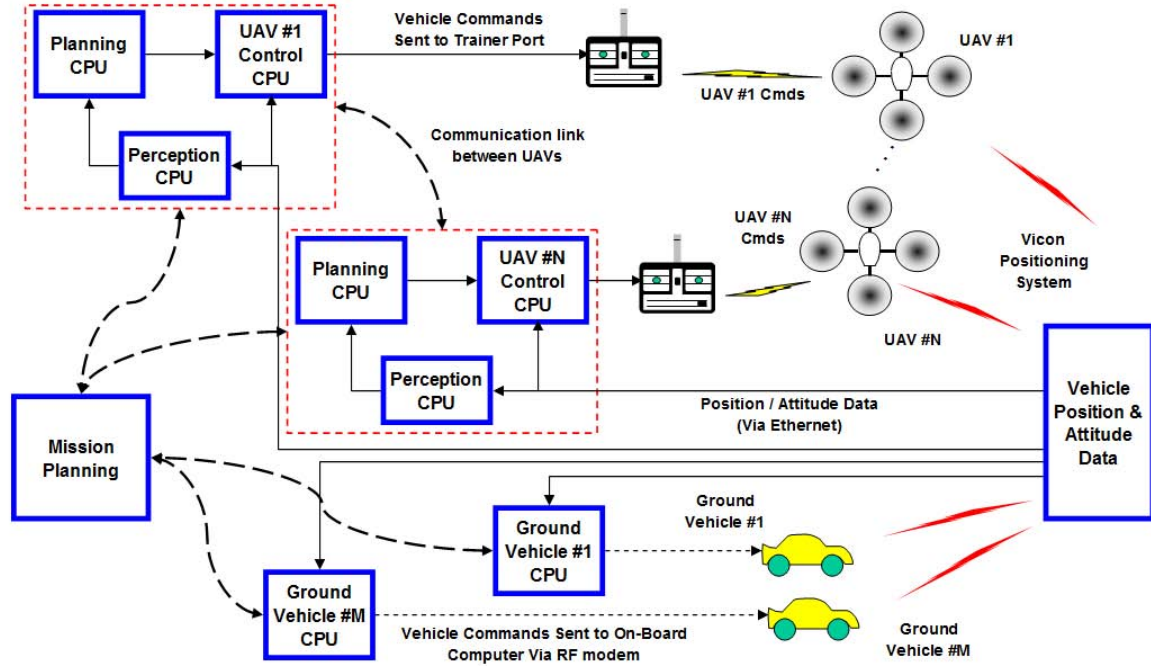 Planning
CPU
UAV #1
Control
CPU
Perception
CPU
Vehicle Commands
Sent to Trainer Port
UAV #1 Cmds
UAV #1
Communication link
between UAVs
Planning
CPU
UAV #N
Control
CPU
Perception
CPU
UAV #N
Cmds
UAV #N
Vicon
Positioning
System
Position / Attitude Data
(Via Ethernet)
Vehicle
Position &
Attitude
Data
Mission
Planning
Ground
Vehicle #1
CPU
Ground
Vehicle #1
Ground
Vehicle #M
CPU
Vehicle Commands Sent to On-Board
Computer Via RF modem
Ground
Vehicle #M